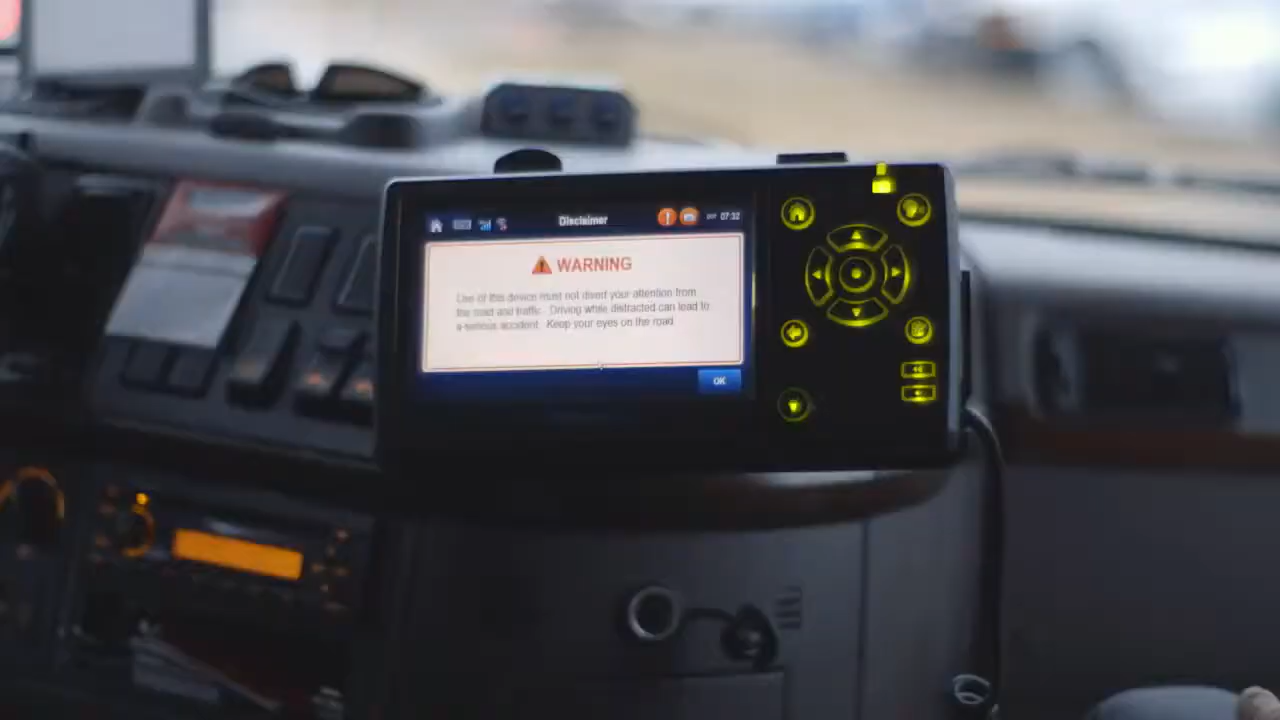 Disclaimer
07:32
WARNING
Use of this device must not divert your attention from
the road and traffic. Driving while distracted can lead to
a serious accident. Keep your eyes on the road
OK